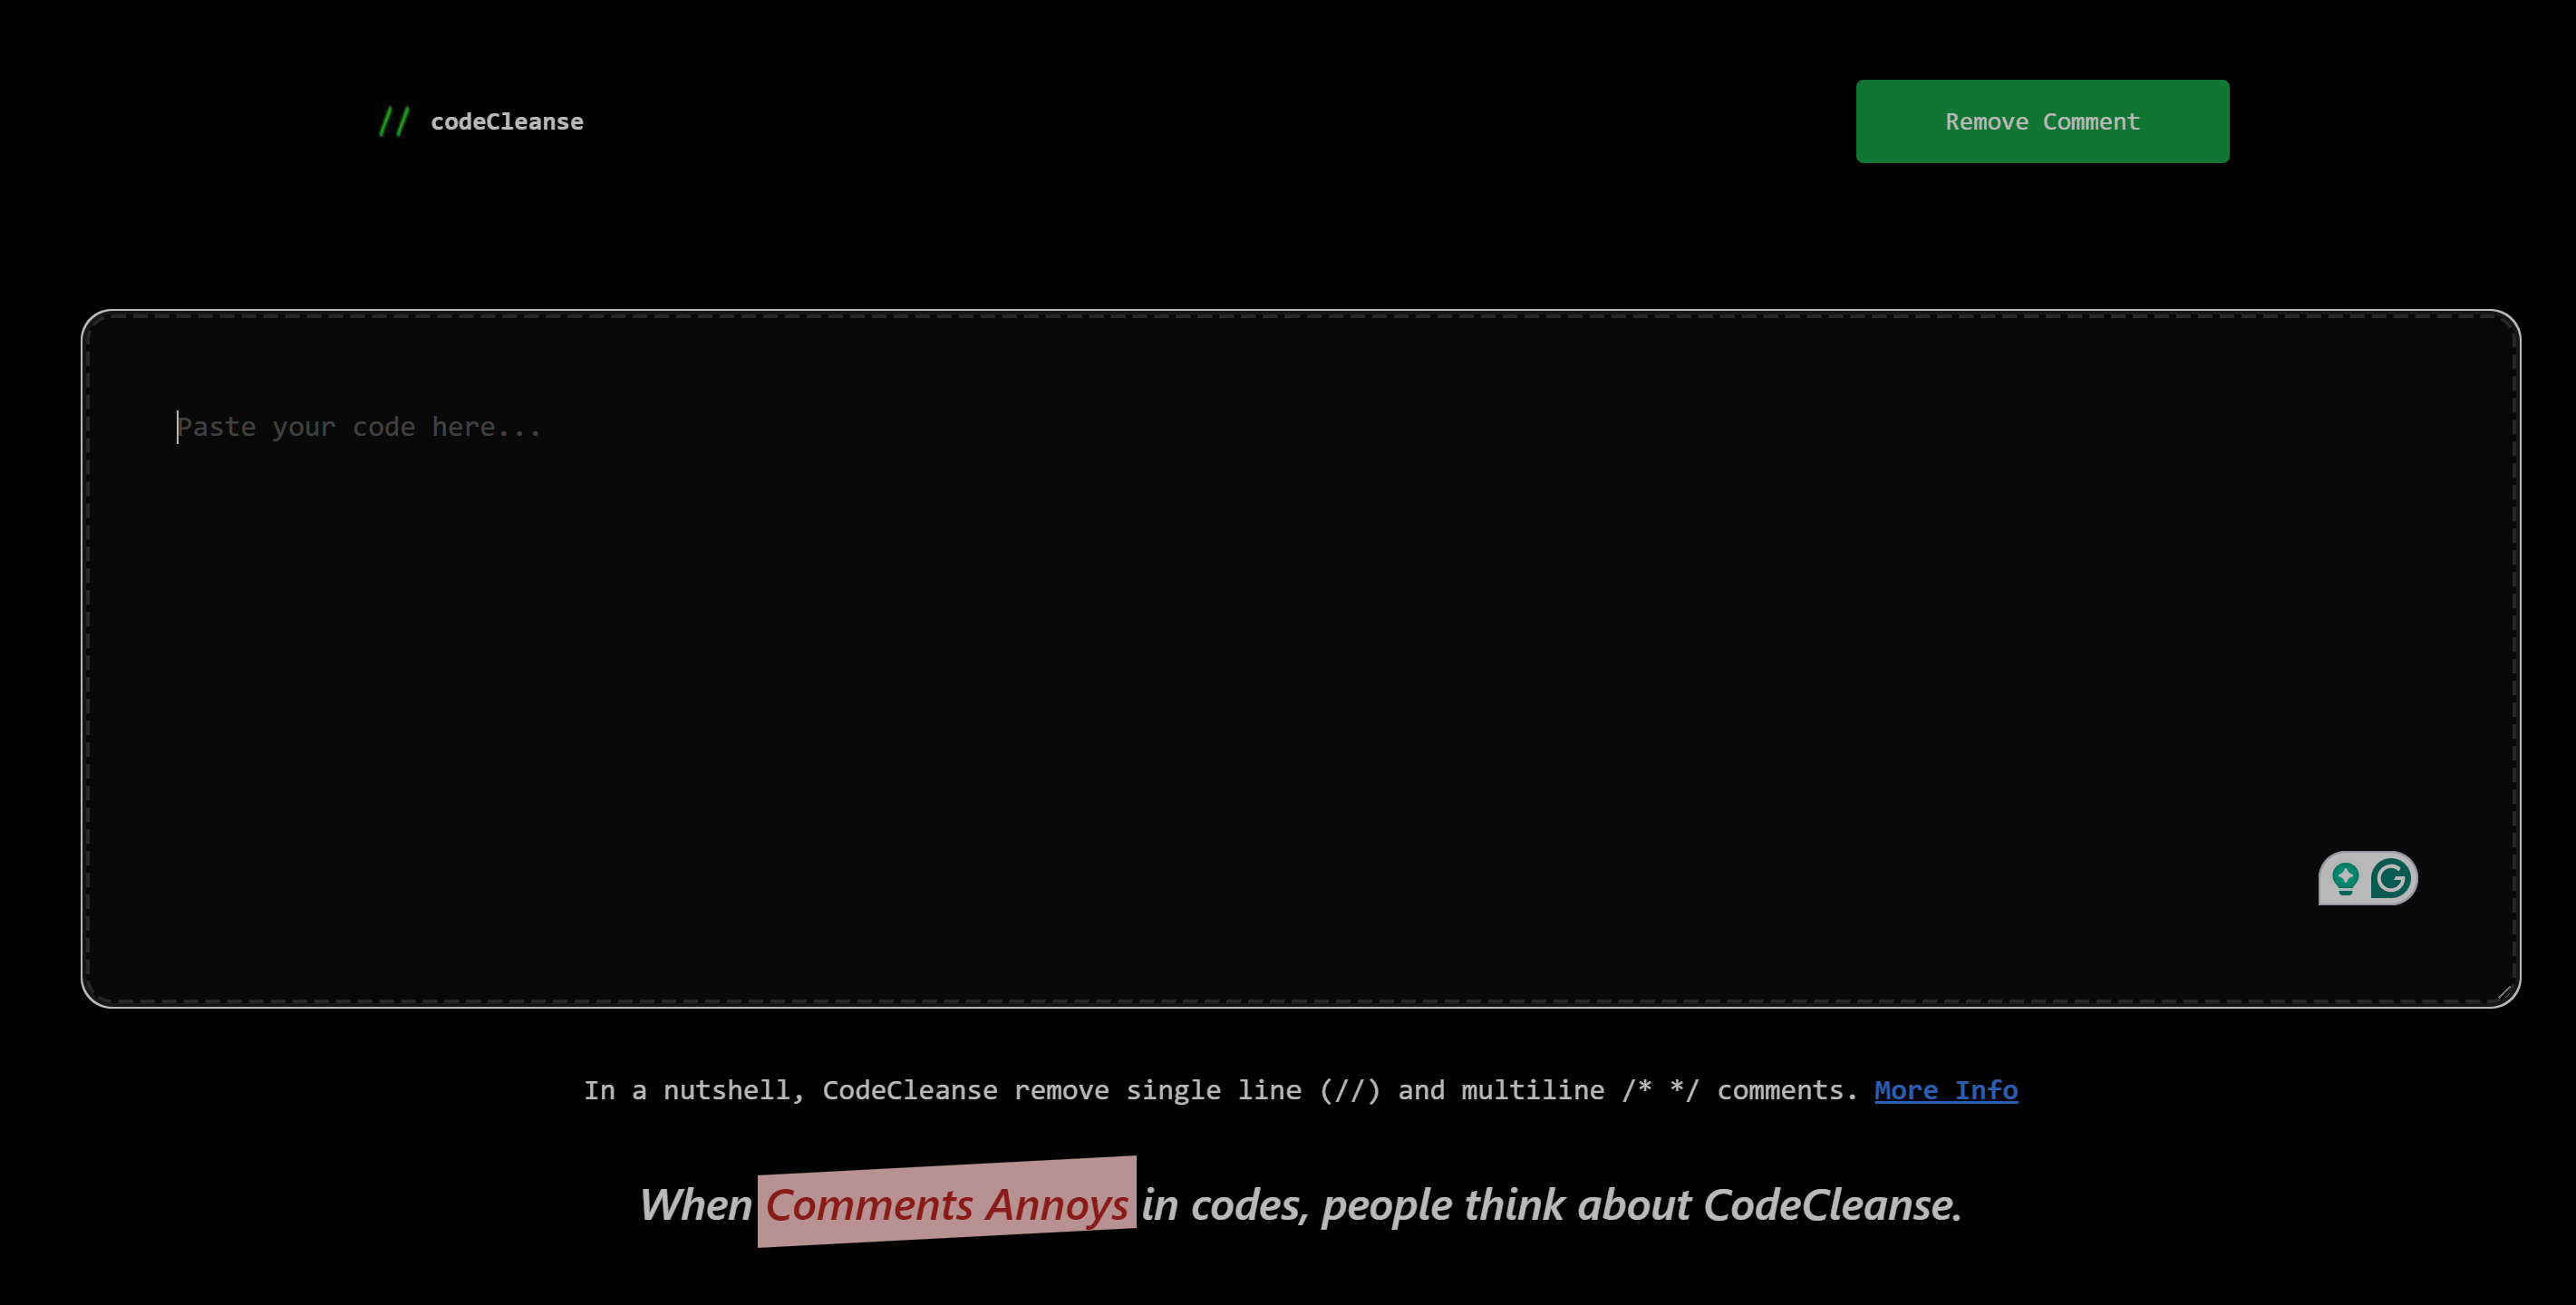 // codeCleanse
Remove Comment
Paste your code here...
In a nutshell, CodeCleanse remove single line (//) and multiline /* */ comments. More Info
When Comments Annoys in codes, people think about CodeCleanse.